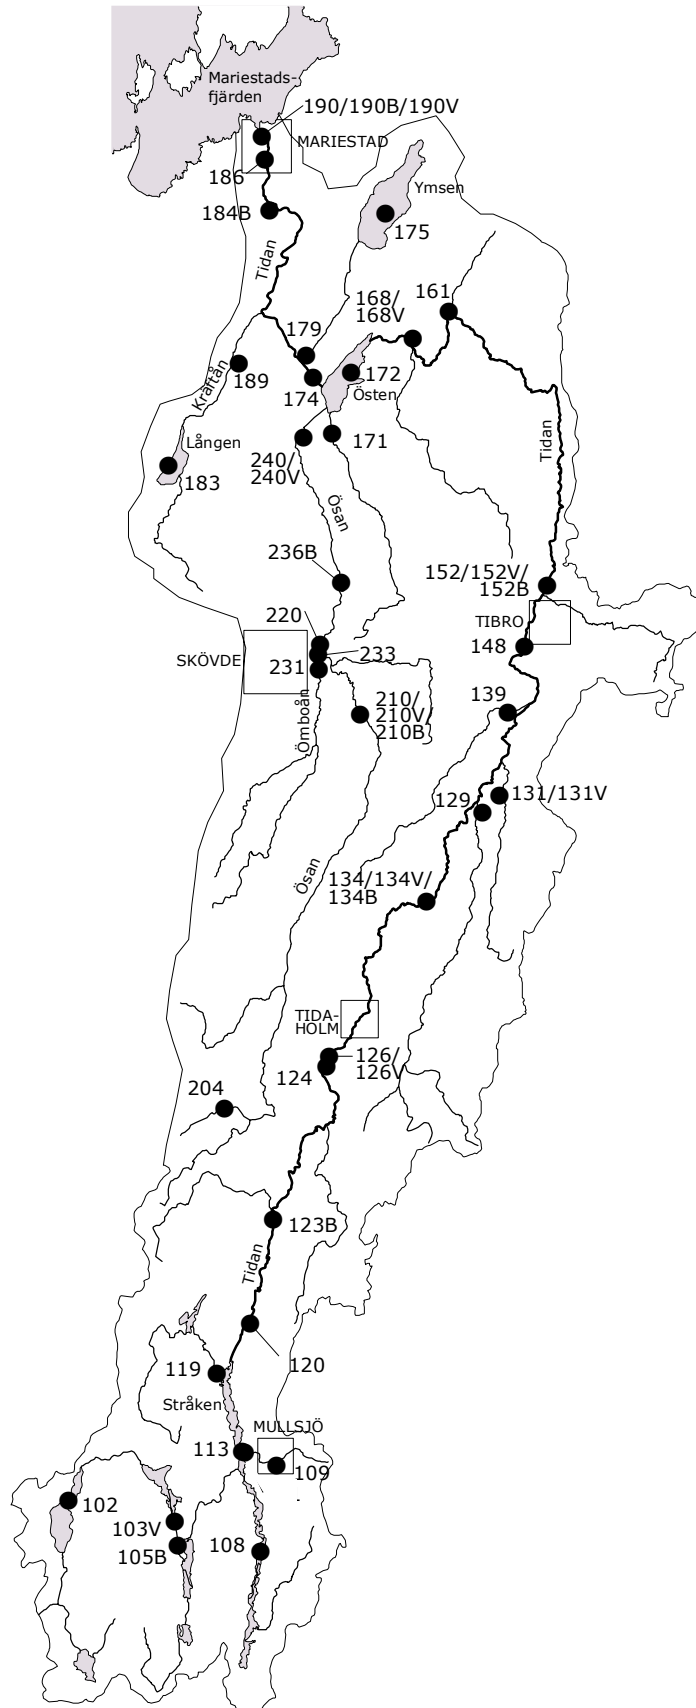 Mariestads-
fjärden
190/190B/190V
MARIESTAD
186
Ymsen
184B
175
Tidan
161
168/
168V
179
189
172
Kräftån
174
Östen
Lången
171
Tidan
240/
240V
183
Ösan
236B
152/152V/
152B
220
TIBRO
SKÖVDE
233
148
231
210/
210V/
210B
139
Ömboån
131/131V
129
Ösan
134/134V/
134B
TIDA-
HOLM
126/
126V
124
204
123B
Tidan
120
119
Stråken
MULLSJÖ
113
109
102
103V
105B
108